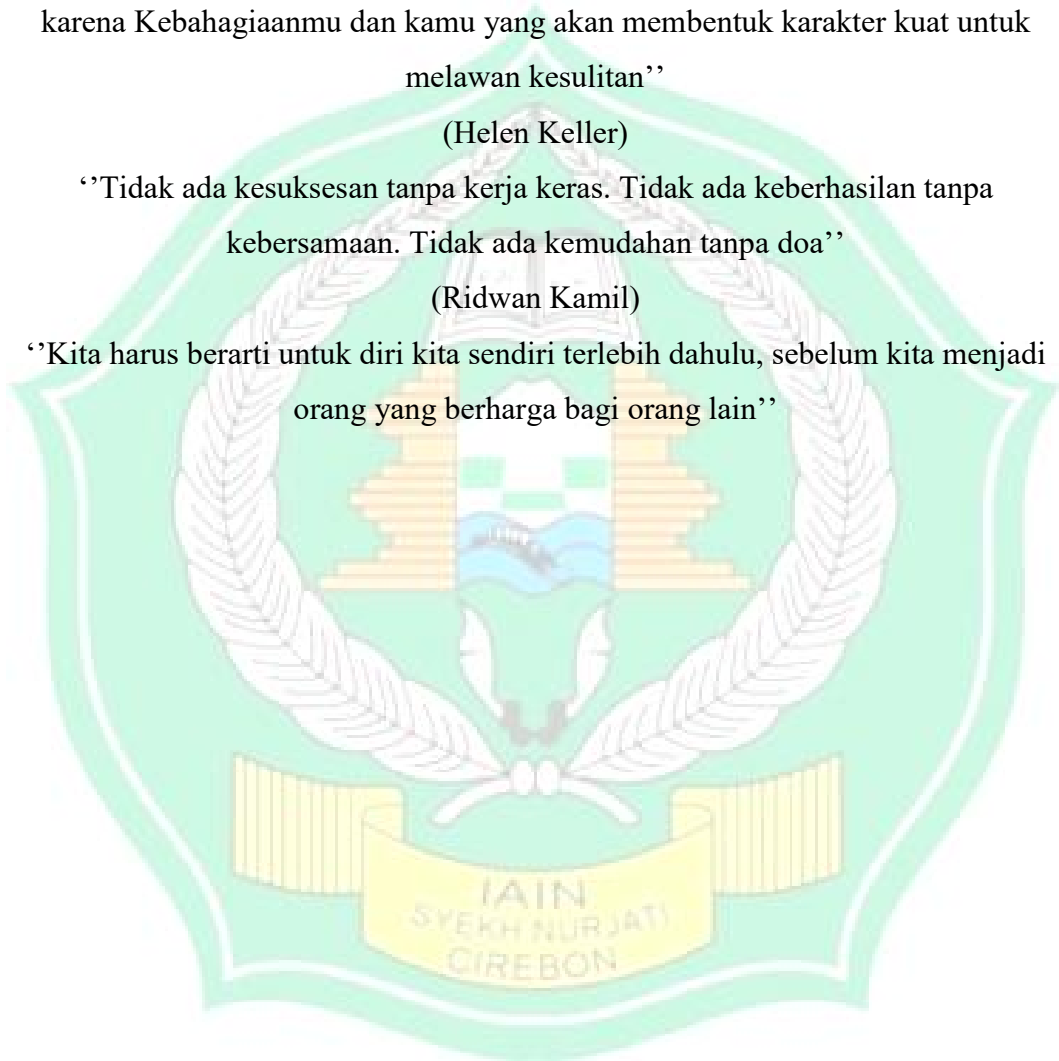 karena Kebahagiaanmu dan kamu yang akan membentuk karakter kuat untuk
melawan kesulitan’’
(Helen Keller)
‘’Tidak ada kesuksesan tanpa kerja keras. Tidak ada keberhasilan tanpa
kebersamaan. Tidak ada kemudahan tanpa doa’’
(Ridwan Kamil)
‘’Kita harus berarti untuk diri kita sendiri terlebih dahulu, sebelum kita menjadi
orang yang berharga bagi orang lain’’
IAIN
SYEKH NURJATI
CIREBON